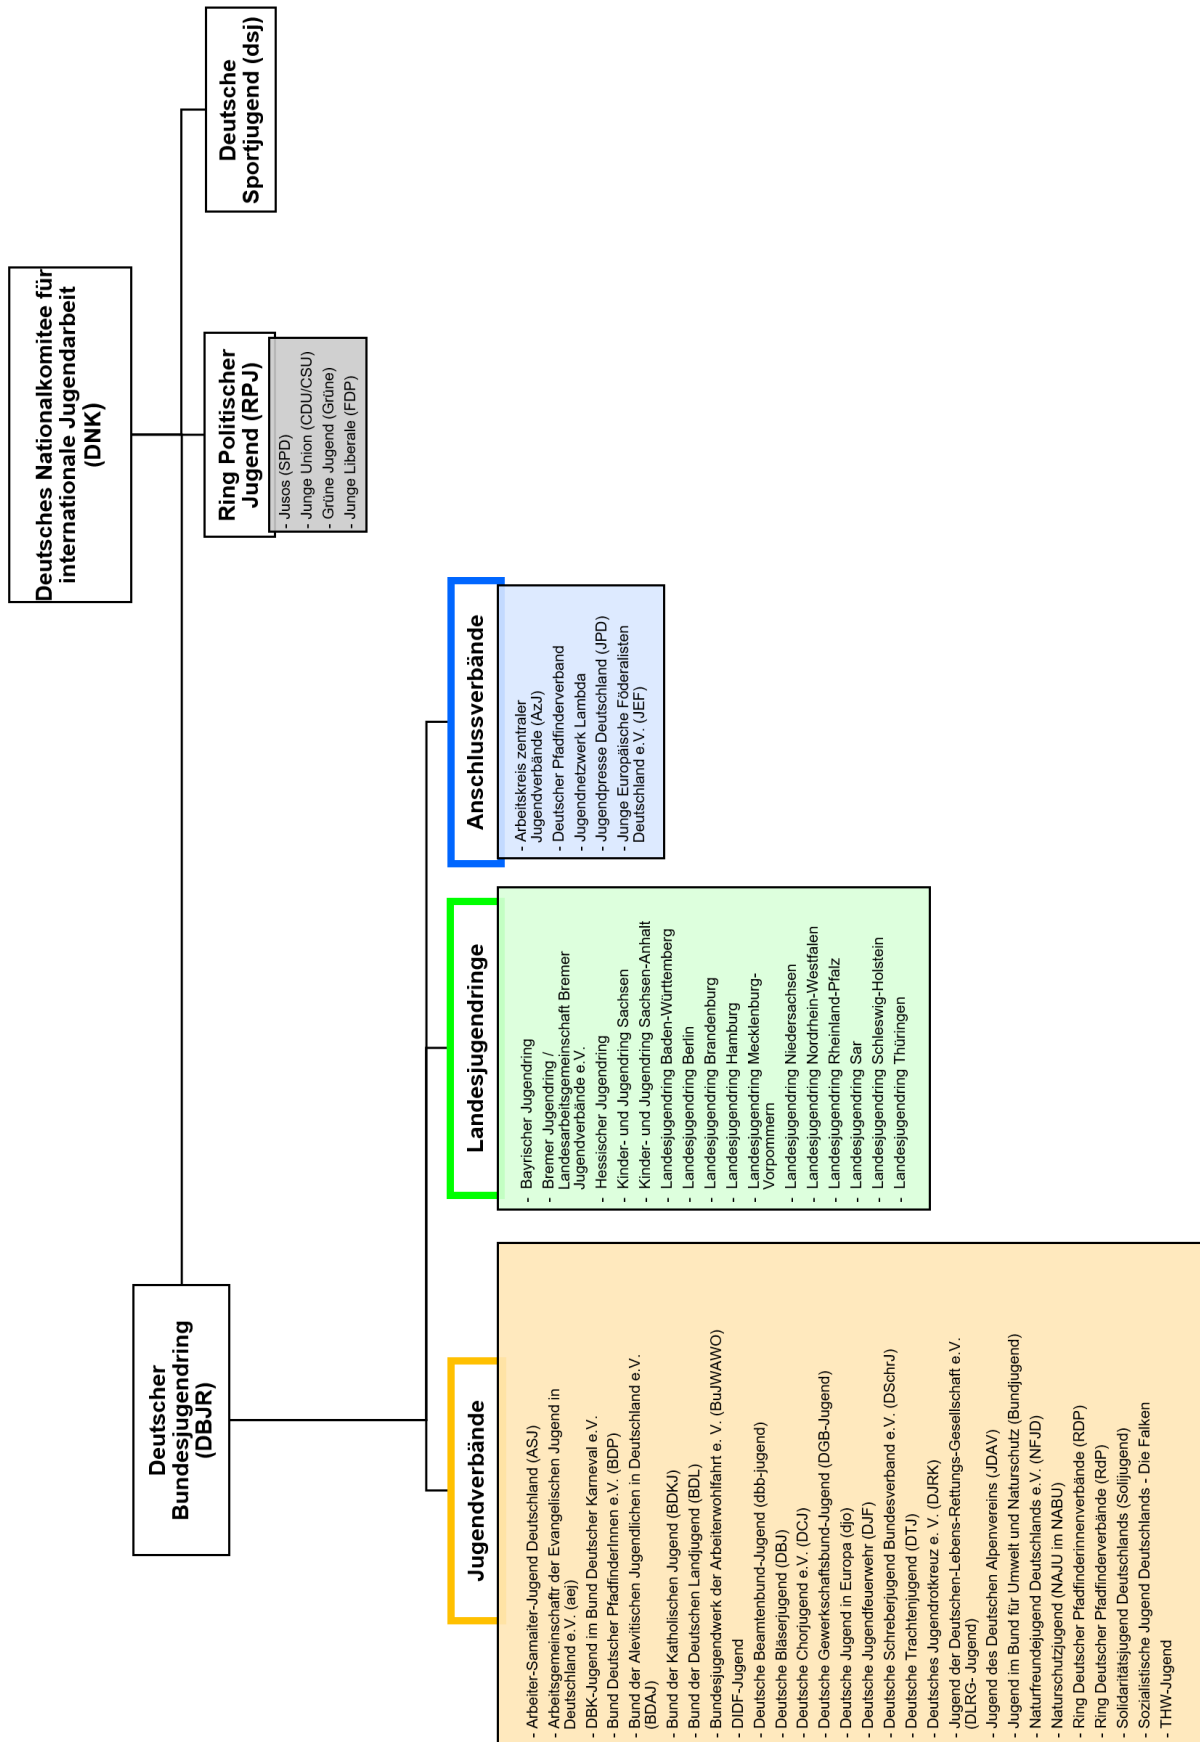 Deutsches Nationalkomitee für
internationale Jugendarbeit
(DNK)
Deutscher
Bundesjugendring
(DBJR)
Ring Politischer
Jugend (RPJ)
- Jusos (SPD)
- Junge Union (CDU/CSU)
- Grüne Jugend (Grüne)
- Junge Liberale (FDP)
Deutsche
Sportjugend (dsj)
Jugendverbände
- Arbeiter-Samaiter-Jugend Deutschland (ASJ)
- Arbeitsgemeinschaftr der Evangelischen Jugend in
Deutschland e.V. (aej)
- DBK-Jugend im Bund Deutscher Karneval e.V.
- Bund Deutscher PfadfinderInnen e.V. (BDP)
- Bund der Alevitischen Jugendlichen in Deutschland e.V.
(BDAJ)
- Bund der Katholischen Jugend (BDKJ)
- Bund der Deutschen Landjugend (BDL)
- Bundesjugendwerk der Arbeiterwohlfahrt e. V. (BuJWAWO)
- DIDF-Jugend
- Deutsche Beamtenbund-Jugend (dbb-jugend)
- Deutsche Bläserjugend (DBJ)
- Deutsche Chorjugend e.V. (DCJ)
- Deutsche Gewerkschaftsbund-Jugend (DGB-Jugend)
- Deutsche Jugend in Europa (djo)
- Deutsche Jugendfeuerwehr (DJF)
- Deutsche Schreberjugend Bundesverband e.V. (DSchrJ)
- Deutsche Trachtenjugend (DTJ)
- Deutsches Jugendrotkreuz e. V. (DJRK)
- Jugend der Deutschen-Lebens-Rettungs-Gesellschaft e.V.
(DLRG- Jugend)
- Jugend des Deutschen Alpenvereins (JDAV)
- Jugend im Bund für Umwelt und Naturschutz (Bundjugend)
- Naturfreundejugend Deutschlands e.V. (NFJD)
- Naturschutzjugend (NAJU im NABU)
- Ring Deutscher Pfadfinderinnenverbände (RDP)
- Ring Deutscher Pfadfinderverbände (RdP)
- Solidaritätsjugend Deutschlands (Solijugend)
- Sozialistische Jugend Deutschlands - Die Falken
- THW-Jugend
Landesjugendringe
- Bayrischer Jugendring
- Bremer Jugendring /
Landesarbeitsgemeinschaft Bremer
Jugendverbände e.V.
- Hessischer Jugendring
- Kinder- und Jugendring Sachsen
- Kinder- und Jugendring Sachsen-Anhalt
- Landesjugendring Baden-Württemberg
- Landesjugendring Berlin
- Landesjugendring Brandenburg
- Landesjugendring Hamburg
- Landesjugendring Mecklenburg-
Vorpommern
- Landesjugendring Niedersachsen
- Landesjugendring Nordrhein-Westfalen
- Landesjugendring Rheinland-Pfalz
- Landesjugendring Sar
- Landesjugendring Schleswig-Holstein
- Landesjugendring Thüringen
Anschlussverbände
- Arbeitskreis zentraler
Jugendverbände (AzJ)
- Deutscher Pfadfinderverband
- Jugendnetzwerk Lambda
- Jugendpresse Deutschland (JPD)
- Junge Europäische Föderalisten
Deutschland e.V. (JEF)